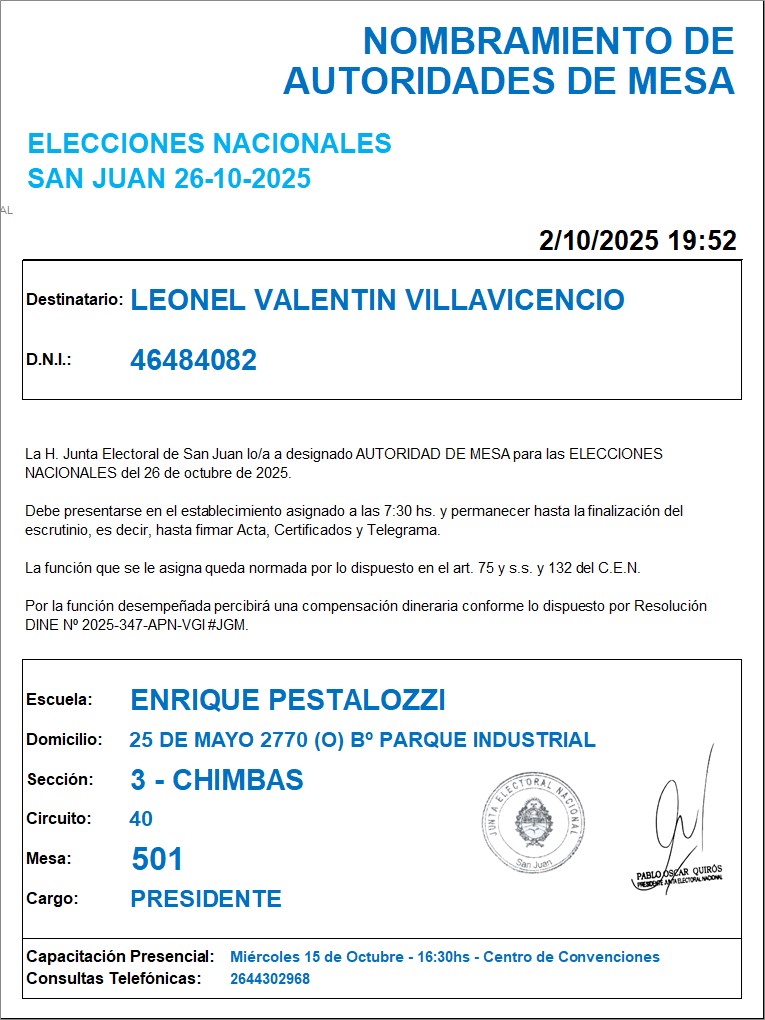 NOMBRAMIENTO DE
AUTORIDADES DE MESA
ELECCIONES NACIONALES
SAN JUAN 26-10-2025
AL
2/10/2025 19:52
Destinatario: LEONEL VALENTIN VILLAVICENCIO
D.N.I.: 46484082
La H. Junta Electoral de San Juan lo/a a designado AUTORIDAD DE MESA para las ELECCIONES
NACIONALES del 26 de octubre de 2025.
Debe presentarse en el establecimiento asignado a las 7:30 hs. y permanecer hasta la finalización del
escrutinio, es decir, hasta firmar Acta, Certificados y Telegrama.
La función que se le asigna queda normada por lo dispuesto en el art. 75 y s.s. y 132 del C.E.N.
Por la función desempeñada percibirá una compensación dineraria conforme lo dispuesto por Resolución
DINE Nº 2025-347-APN-VGI#JGM.
Escuela: ENRIQUE PESTALOZZI
Domicilio: 25 DE MAYO 2770 (O) Bº PARQUE INDUSTRIAL
Sección: 3 - CHIMBAS
Circuito: 40
Mesa: 501
Cargo: PRESIDENTE
JUNTA ELECTORAL NACIONAL
San Juan
PABLO OSCAR QUIRÓS
PRESIDENTE JUNTA ELECTORAL NACIONAL
Capacitación Presencial: Miércoles 15 de Octubre - 16:30hs - Centro de Convenciones
Consultas Telefónicas: 2644302968